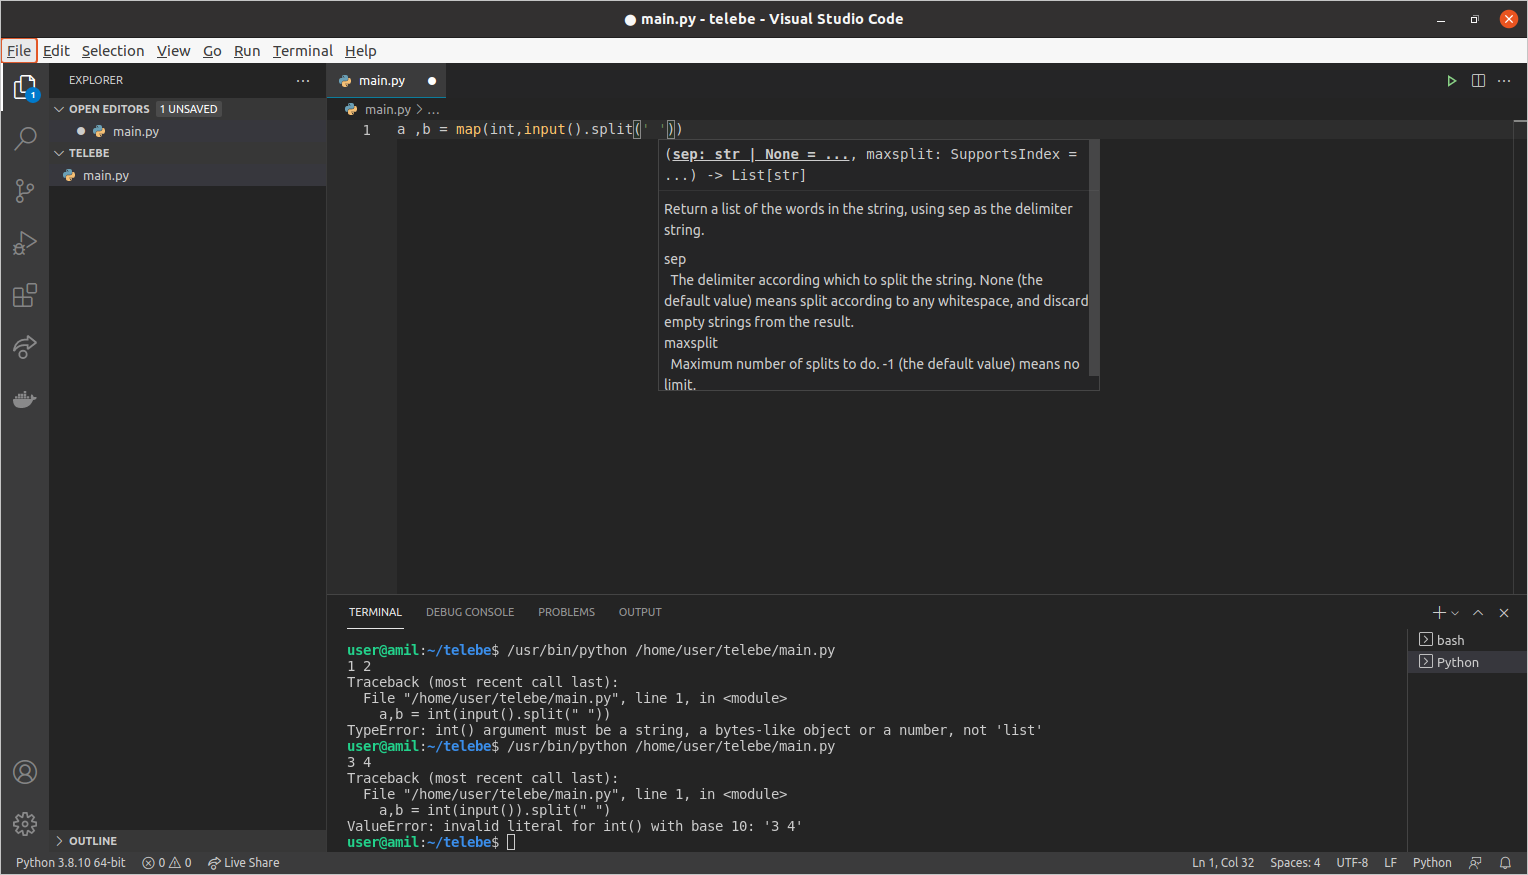 ● main.py - telebe - Visual Studio Code
File Edit Selection View Go Run Terminal Help
1
EXPLORER
OPEN EDITORS 1 UNSAVED
main.py
TELEBE
main.py
OUTLINE
main.py
main.py > ...
1 a ,b = map(int,input().split(' '))
(sep: str | None = ..., maxsplit: SupportsIndex =
...) -> List[str]
Return a list of the words in the string, using sep as the delimiter
string.
sep
The delimiter according which to split the string. None (the
default value) means split according to any whitespace, and discard
empty strings from the result.
maxsplit
Maximum number of splits to do. -1 (the default value) means no
limit.
TERMINAL DEBUG CONSOLE PROBLEMS OUTPUT
user@amil:~/telebe$ /usr/bin/python /home/user/telebe/main.py
1 2
Traceback (most recent call last):
  File "/home/user/telebe/main.py", line 1, in <module>
    a,b = int(input().split(" "))
TypeError: int() argument must be a string, a bytes-like object or a number, not 'list'
user@amil:~/telebe$ /usr/bin/python /home/user/telebe/main.py
3 4
Traceback (most recent call last):
  File "/home/user/telebe/main.py", line 1, in <module>
    a,b = int(input()).split(" ")
ValueError: invalid literal for int() with base 10: '3 4'
user@amil:~/telebe$
bash
Python
Python 3.8.10 64-bit 0 0 Live Share Ln 1, Col 32 Spaces: 4 UTF-8 LF Python